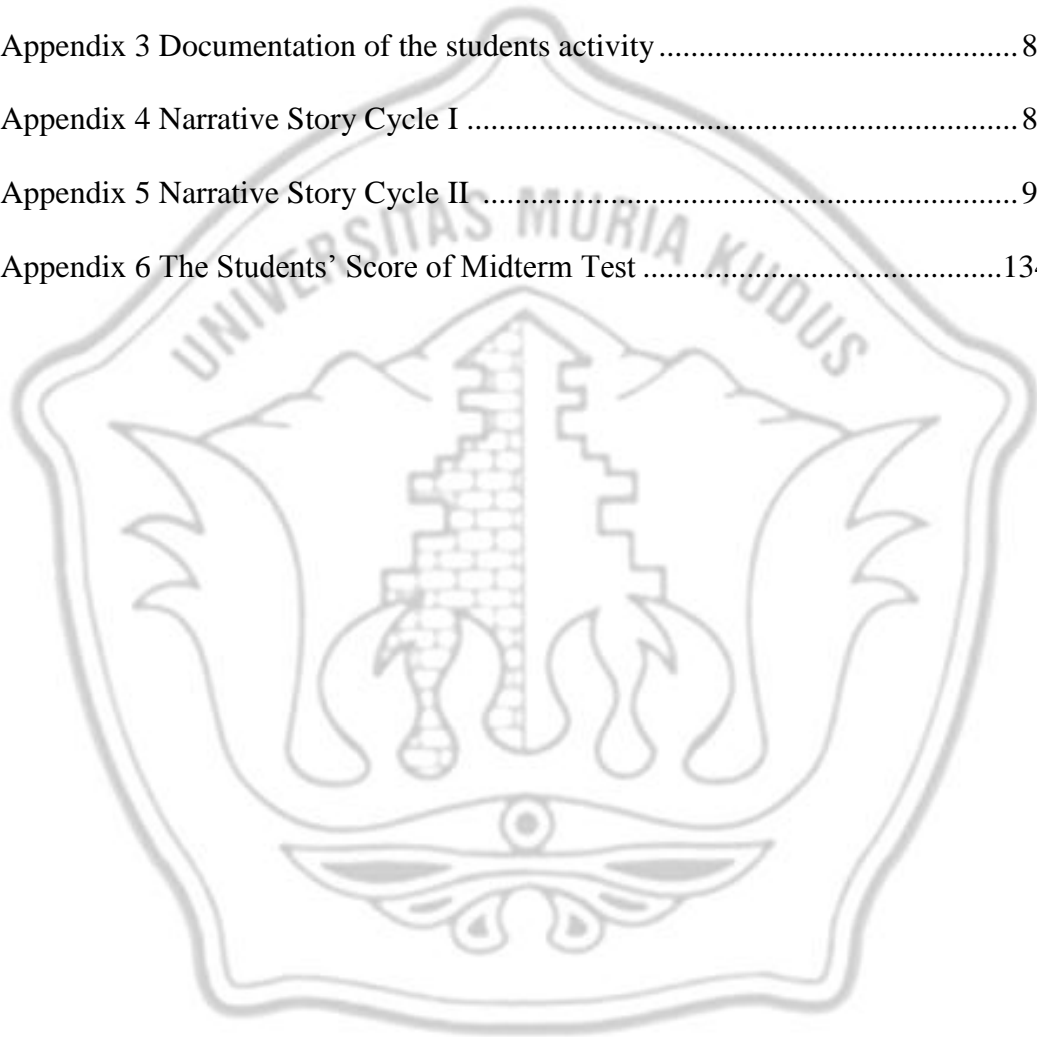 Appendix 3 Documentation of the students activity ..................................... 8
Appendix 4 Narrative Story Cycle I ......................................................... 8
Appendix 5 Narrative Story Cycle II ....................................................... 9
Appendix 6 The Students’ Score of Midterm Test .....................................134
UNIVERSITAS MURIA KUDUS